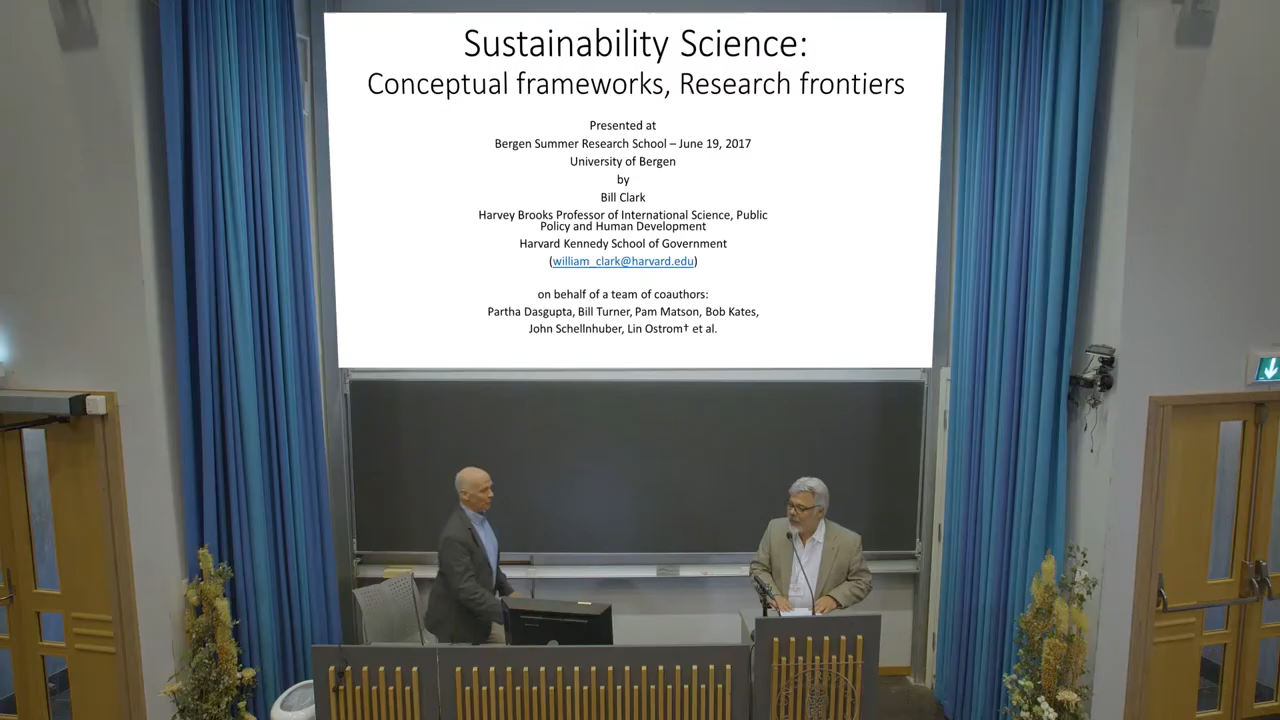 Sustainability Science:
Conceptual frameworks, Research frontiers
Presented at
Bergen Summer Research School – June 19, 2017
University of Bergen
by
Bill Clark
Harvey Brooks Professor of International Science, Public
Policy and Human Development
Harvard Kennedy School of Government
(william_clark@harvard.edu)
on behalf of a team of coauthors:
Partha Dasgupta, Bill Turner, Pam Matson, Bob Kates,
John Schellnhuber, Lin Ostrom† et al.